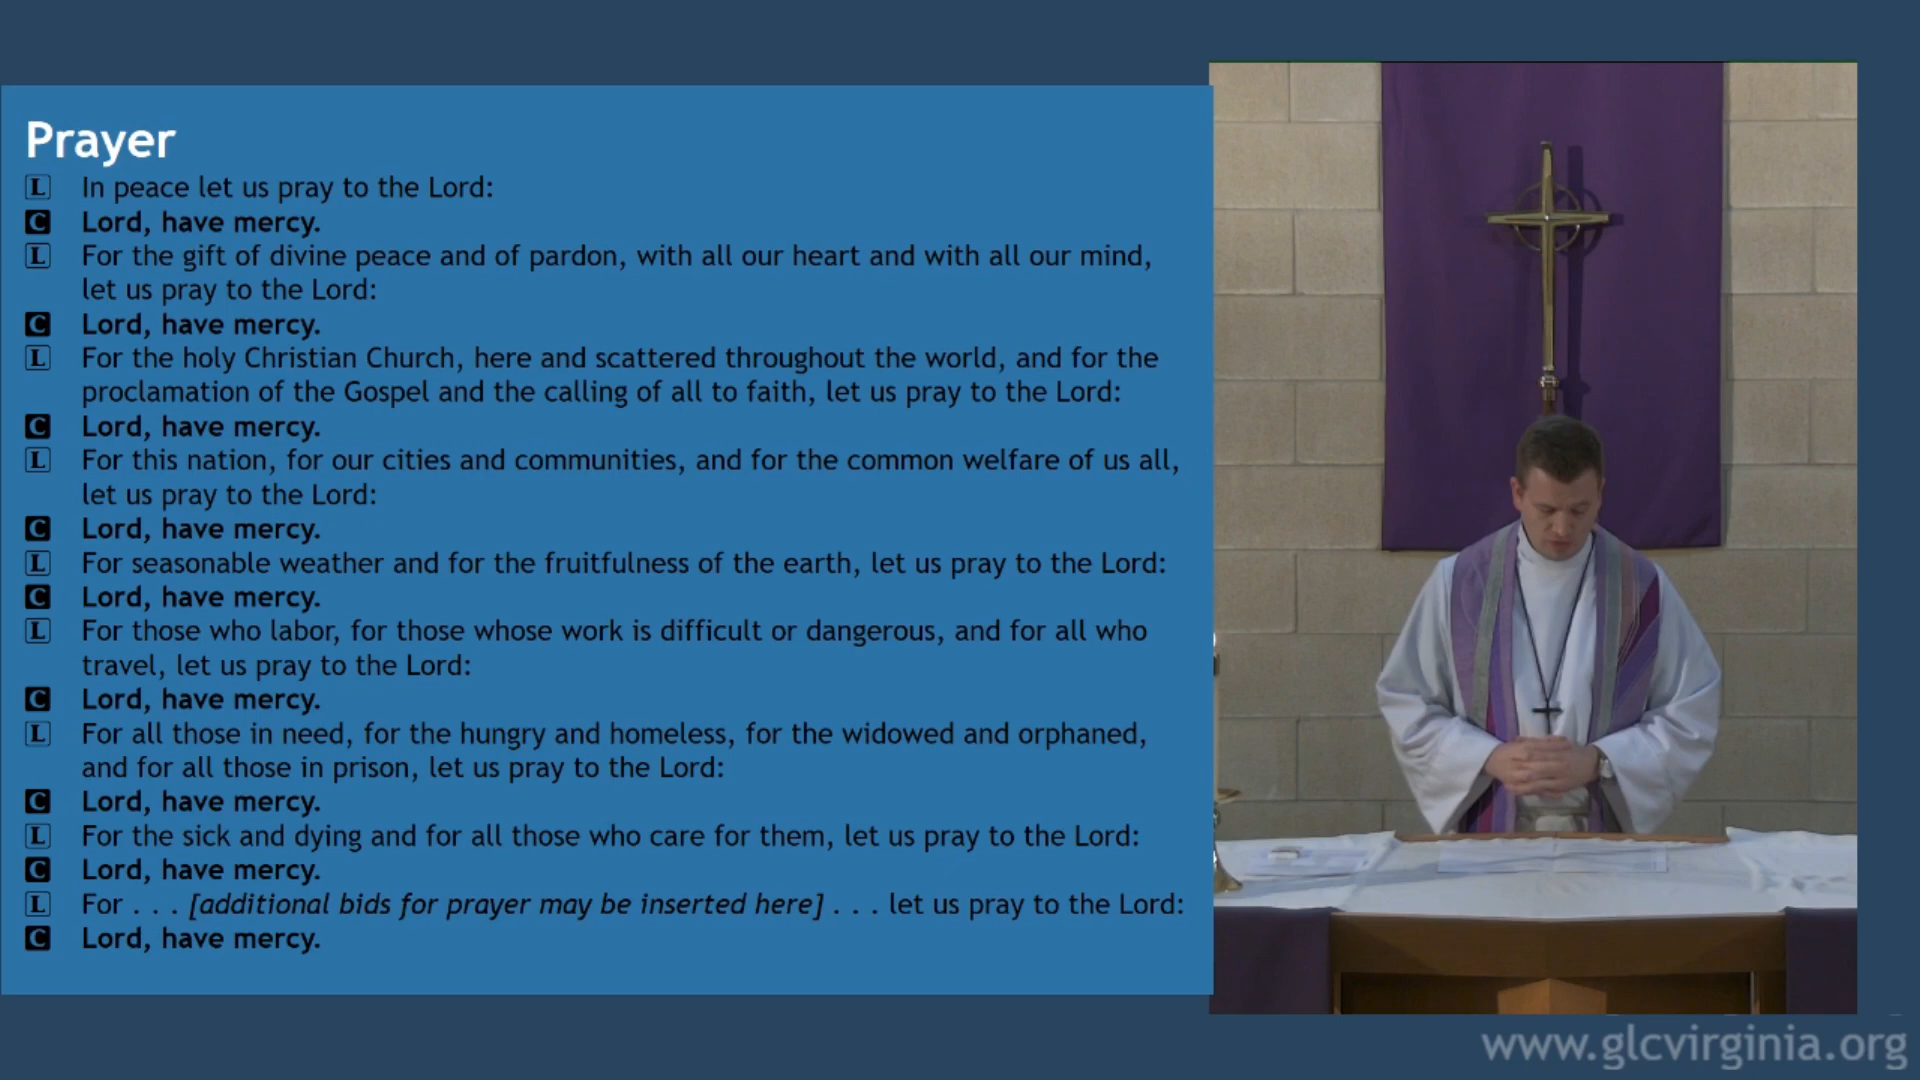 Prayer
L In peace let us pray to the Lord:
C Lord, have mercy.
L For the gift of divine peace and of pardon, with all our heart and with all our mind,
let us pray to the Lord:
C Lord, have mercy.
L For the holy Christian Church, here and scattered throughout the world, and for the
proclamation of the Gospel and the calling of all to faith, let us pray to the Lord:
C Lord, have mercy.
L For this nation, for our cities and communities, and for the common welfare of us all,
let us pray to the Lord:
C Lord, have mercy.
L For seasonable weather and for the fruitfulness of the earth, let us pray to the Lord:
C Lord, have mercy.
L For those who labor, for those whose work is difficult or dangerous, and for all who
travel, let us pray to the Lord:
C Lord, have mercy.
L For all those in need, for the hungry and homeless, for the widowed and orphaned,
and for all those in prison, let us pray to the Lord:
C Lord, have mercy.
L For the sick and dying and for all those who care for them, let us pray to the Lord:
C Lord, have mercy.
L For . . . [additional bids for prayer may be inserted here] . . . let us pray to the Lord:
C Lord, have mercy.
www.glcvirginia.org